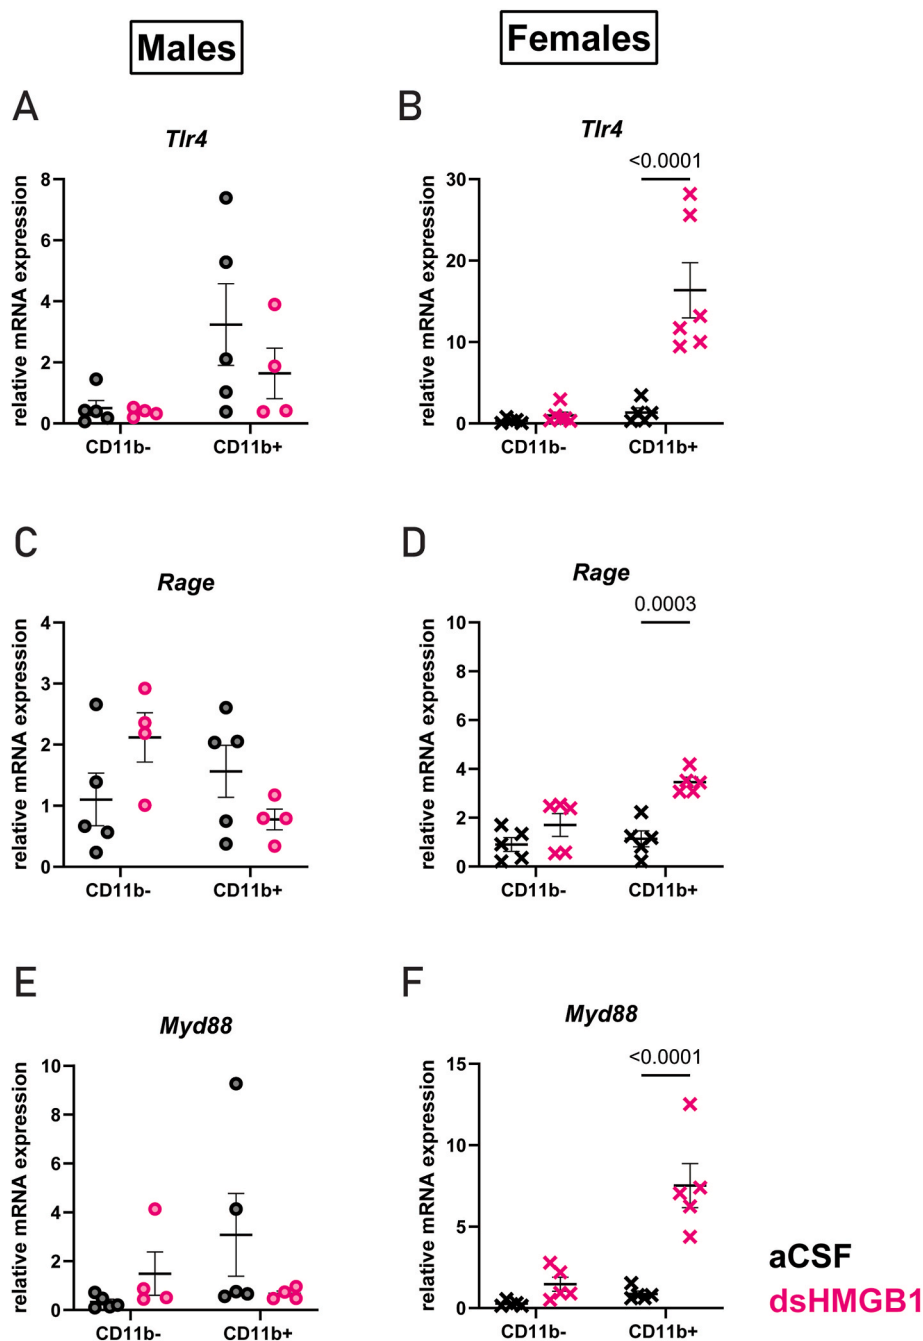 Males
Females
A
Tlr4
relative mRNA expression
8
6
4
2
0
CD11b-
CD11b+
B
Tlr4
<0.0001
relative mRNA expression
30
20
10
0
CD11b-
CD11b+
C
Rage
relative mRNA expression
4
3
2
1
0
CD11b-
CD11b+
D
Rage
0.0003
relative mRNA expression
10
8
6
4
2
0
CD11b-
CD11b+
E
Myd88
relative mRNA expression
10
8
6
4
2
0
CD11b-
CD11b+
F
Myd88
<0.0001
relative mRNA expression
15
10
5
0
CD11b-
CD11b+
aCSF
dsHMGB1